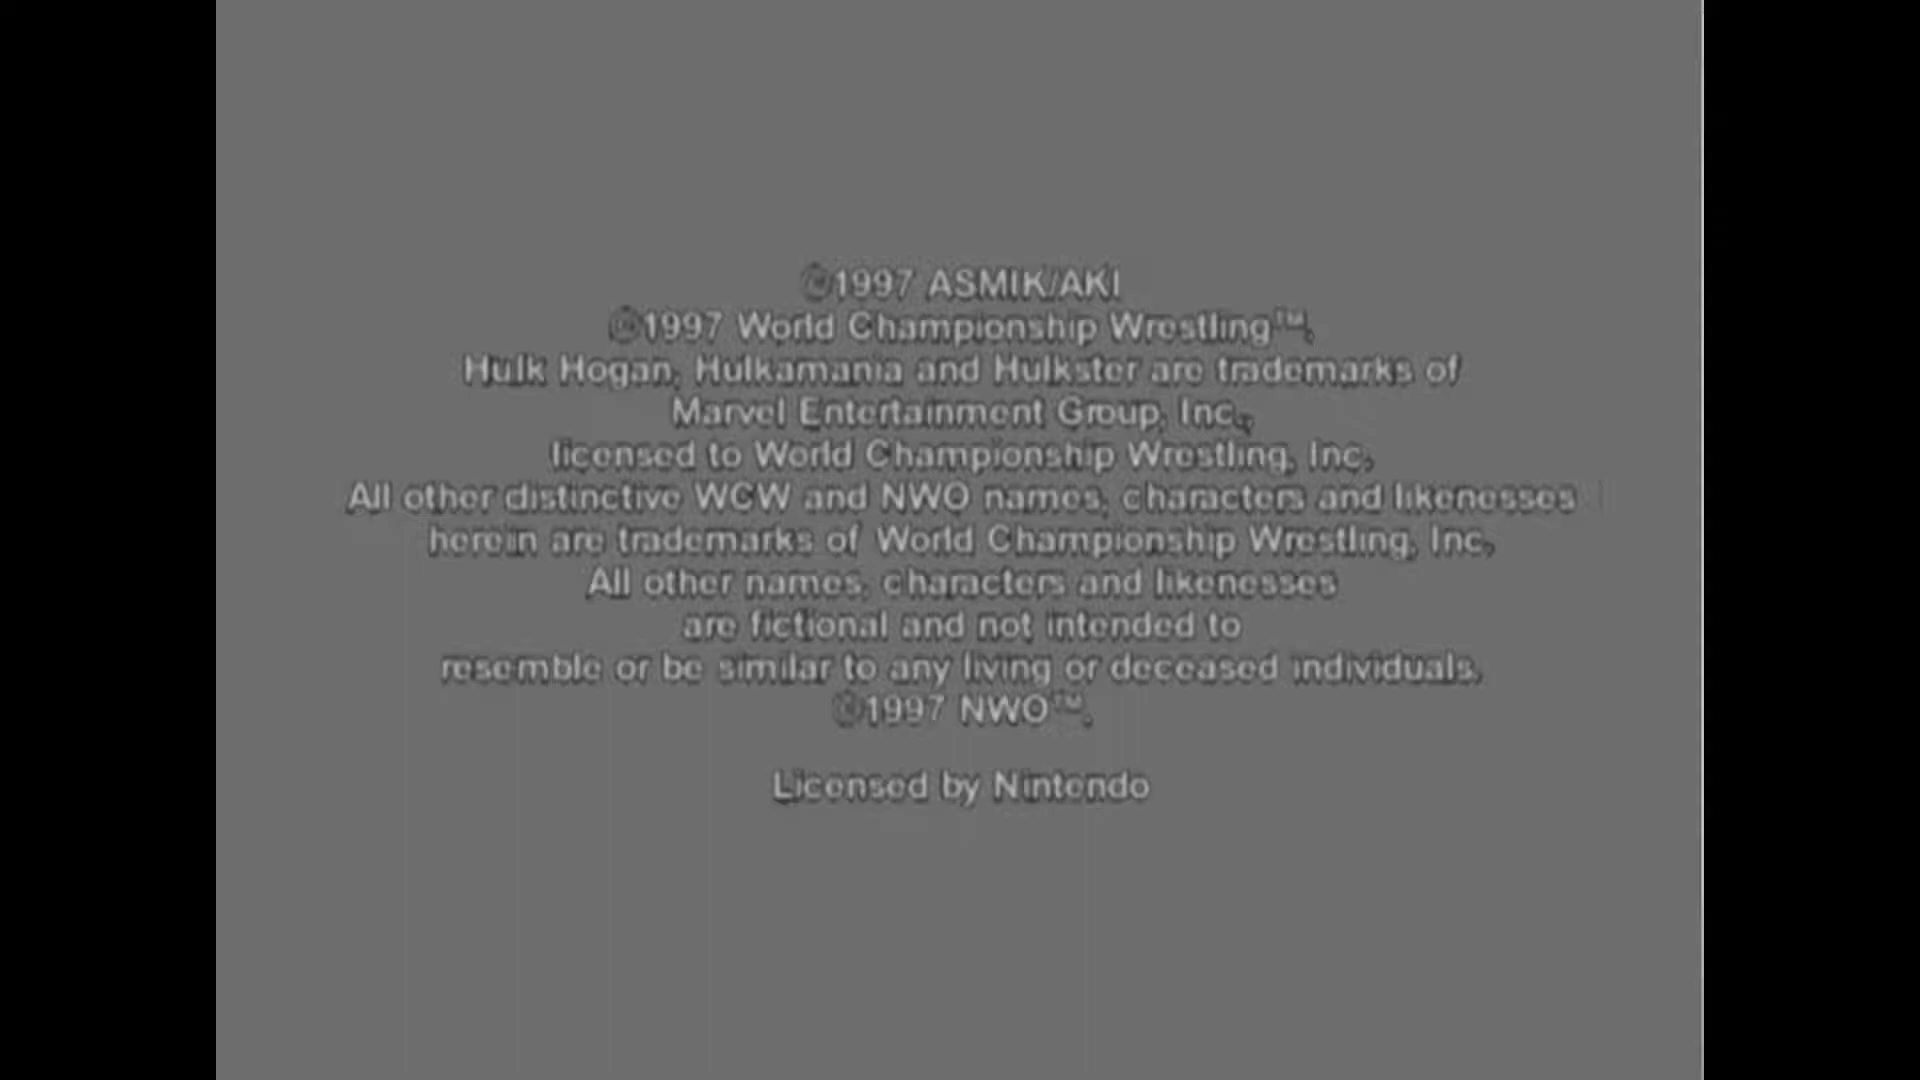 ©1997 ASMIK/AKI
©1997 World Championship Wrestling™.
Hulk Hogan, Hulkamania and Hulkster are trademarks of
Marvel Entertainment Group, Inc.,
licensed to World Championship Wrestling, Inc.
All other distinctive WCW and NWO names, characters and likenesses
herein are trademarks of World Championship Wrestling, Inc.
All other names, characters and likenesses
are fictional and not intended to
resemble or be similar to any living or deceased individuals.
©1997 NWO™.
Licensed by Nintendo